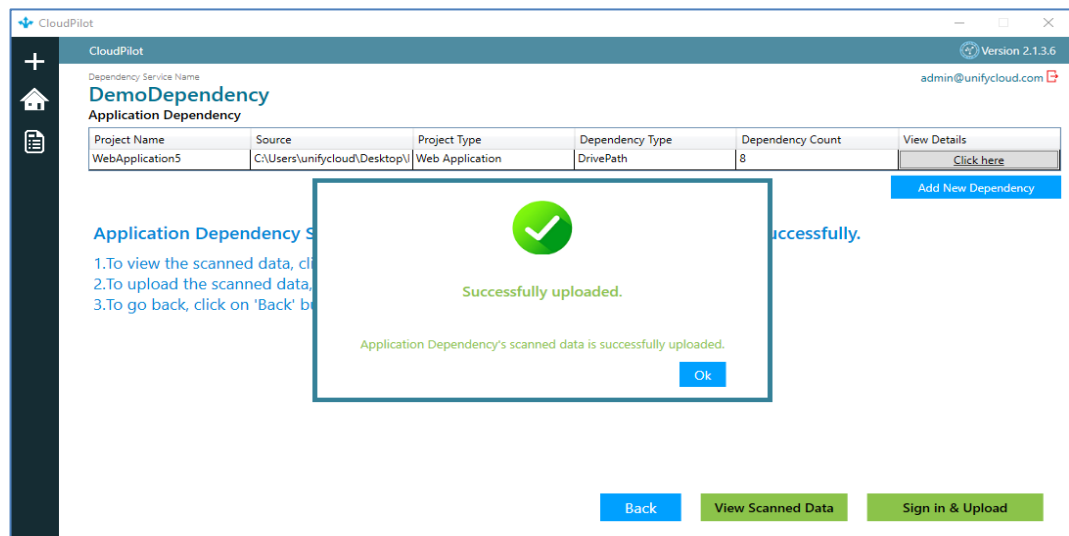 CloudPilot
CloudPilot
Version 2.1.3.6
Dependency Service Name
admin@unifycloud.com
DemoDependency
Application Dependency
Project Name Source Project Type Dependency Type Dependency Count View Details
WebApplication5 C:\Users\unifycloud\Desktop\ Web Application DrivePath 8 Click here
Add New Dependency
Application Dependency S
uccessfully.
1.To view the scanned data, cli
2.To upload the scanned data,
3.To go back, click on 'Back' bu
Successfully uploaded.
Application Dependency's scanned data is successfully uploaded.
Ok
Back View Scanned Data Sign in & Upload